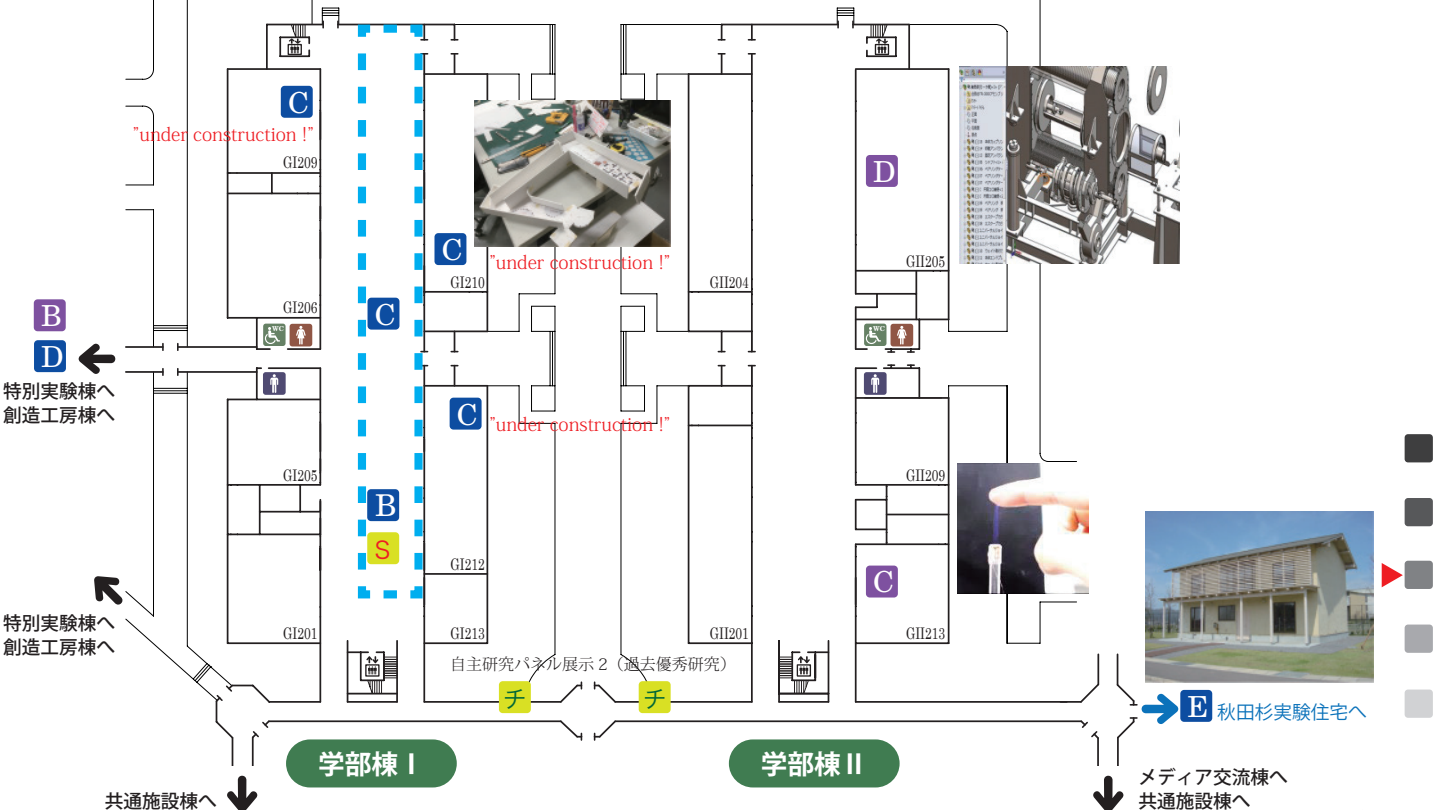 C
"under construction !"
GI209
D
C
GI210
"under construction !"
GII204
GII205
GI206
C
B
WC
WC
D
特別実験棟へ
創造工房棟へ
C
"under construction !"
GI205
GII209
B
S
GI212
C
特別実験棟へ
創造工房棟へ
GI201
GI213
GII201
GII213
自主研究パネル展示 2（過去優秀研究）
チ
チ
E 秋田杉実験住宅へ
学部棟 I
学部棟 II
共通施設棟へ
メディア交流棟へ
共通施設棟へ